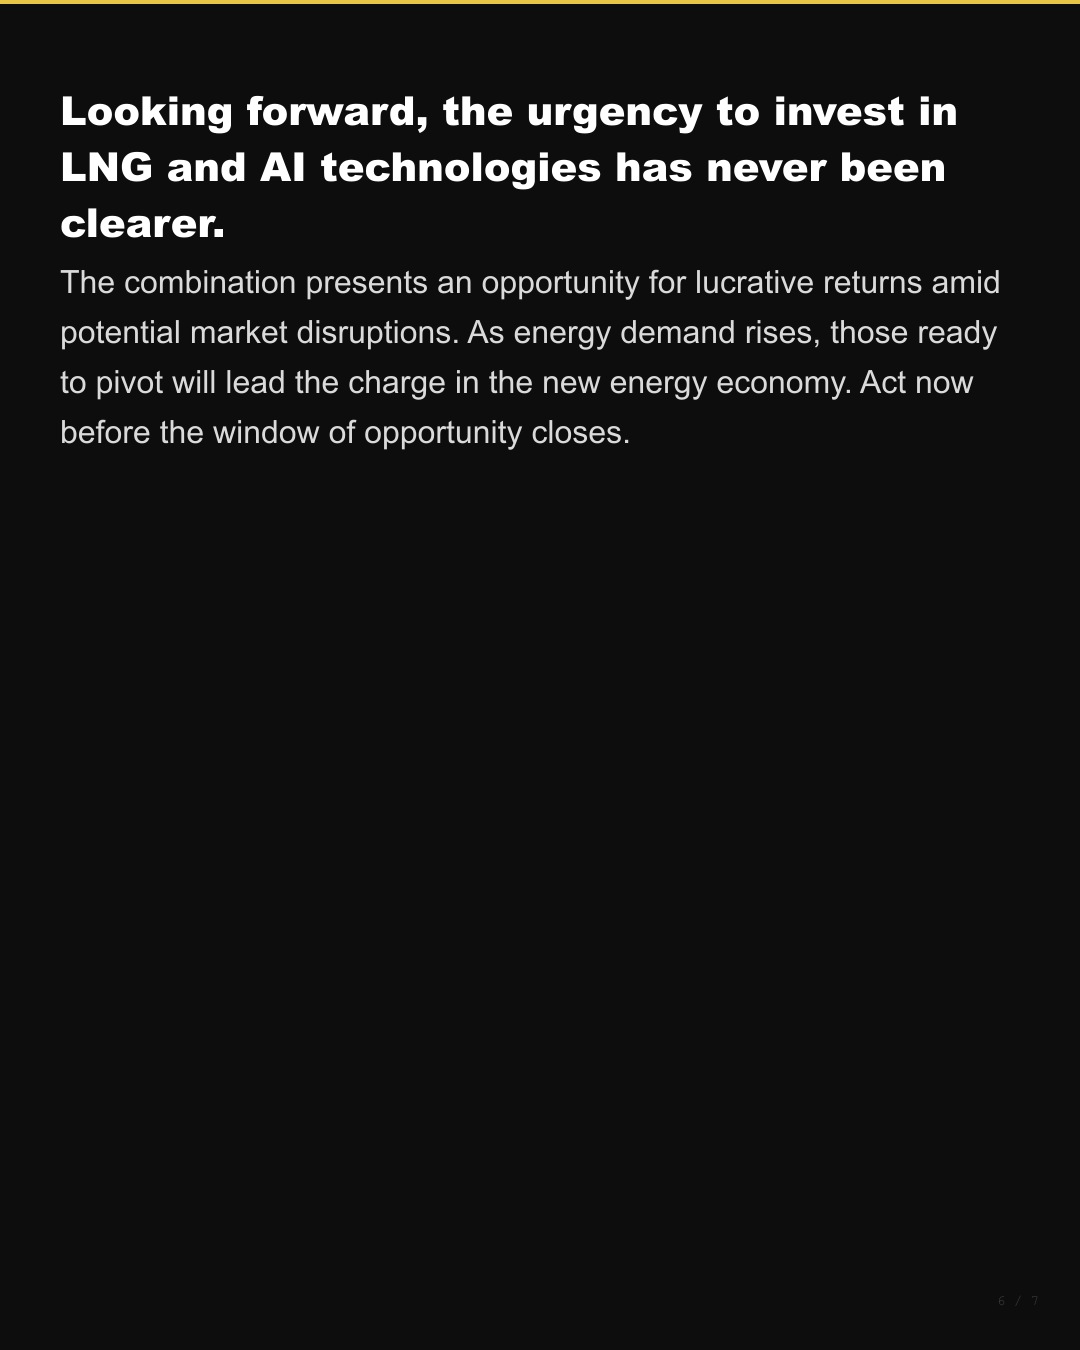 Looking forward, the urgency to invest in
LNG and AI technologies has never been
clearer.
The combination presents an opportunity for lucrative returns amid
potential market disruptions. As energy demand rises, those ready
to pivot will lead the charge in the new energy economy. Act now
before the window of opportunity closes.
6 / 7